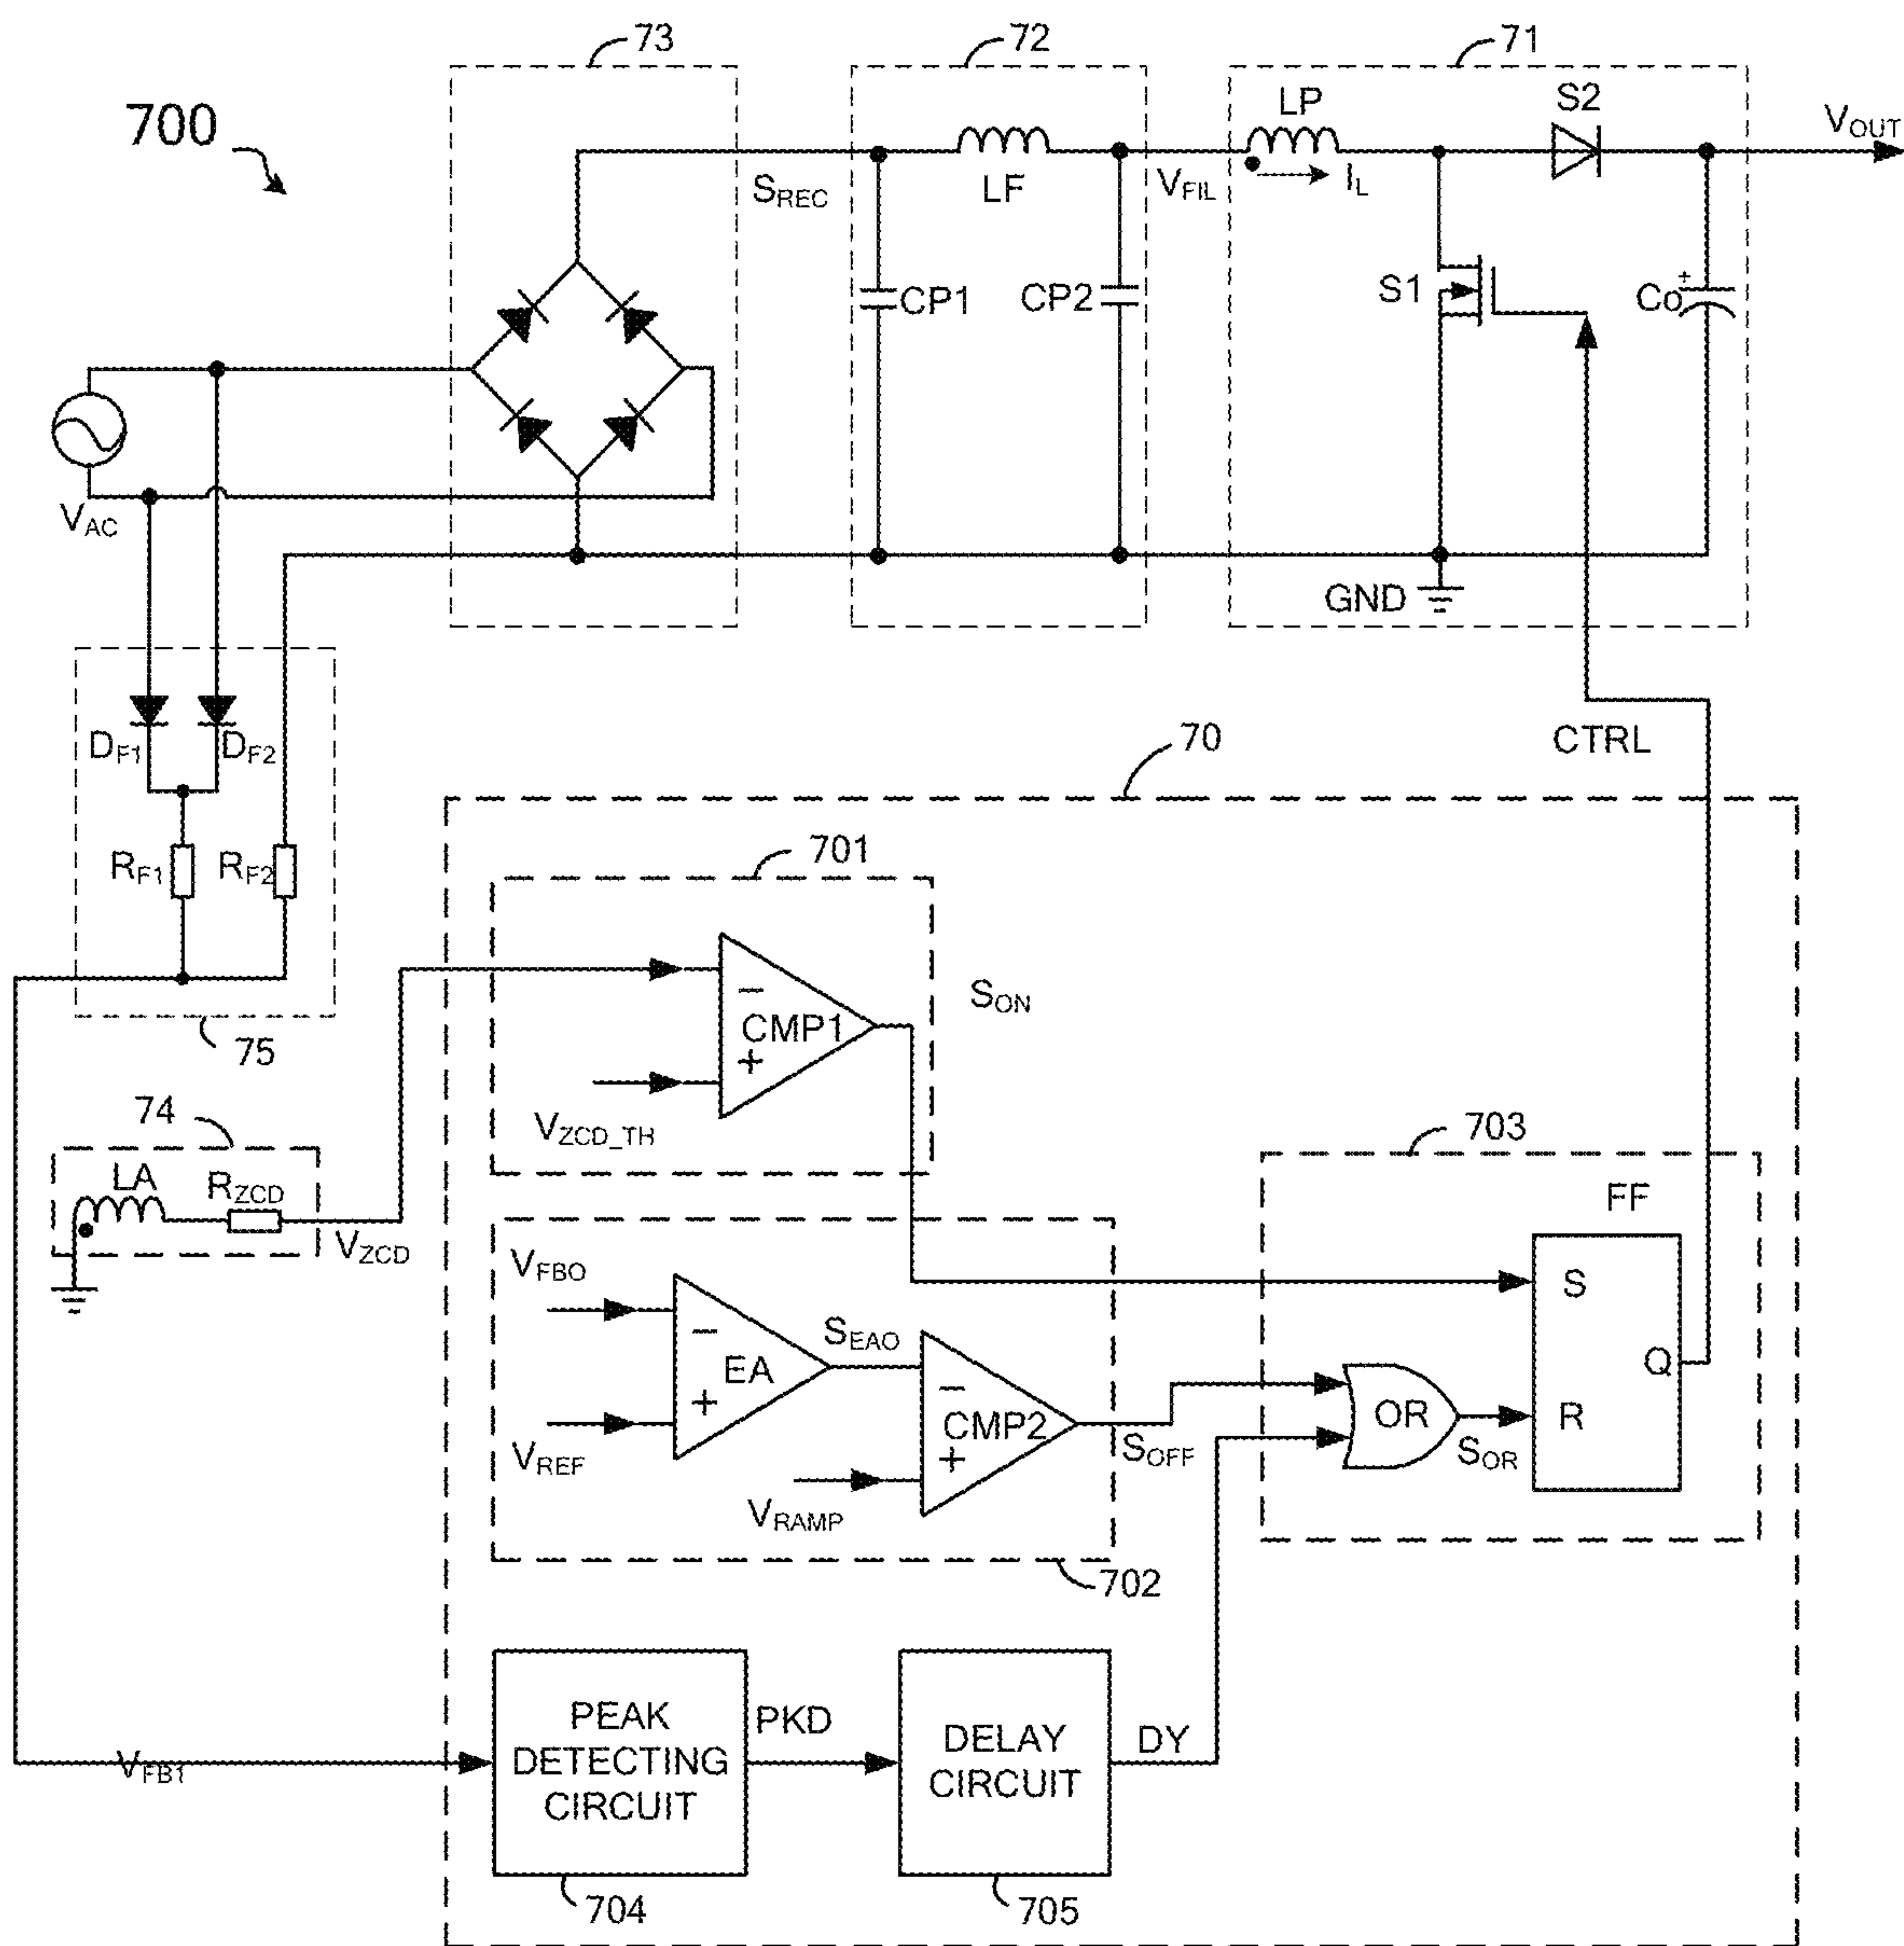 73
72
71
700
LP
S2
VOUT
SREC
LF
VFIL
IL
S1
CP1
CP2
Co
+
VAC
GND
CTRL
DF1
DF2
70
701
RF1
RF2
−
CMP1
+
SON
75
VZCD_TH
74
703
LA
RZCD
FF
VZCD
VFBO
S
−
SEAO
EA
Q
+
−
CMP2
OR
R
VREF
+
SOFF
SOR
VRAMP
702
PEAK
DETECTING
CIRCUIT
PKD
DELAY
CIRCUIT
DY
VFB1
704
705